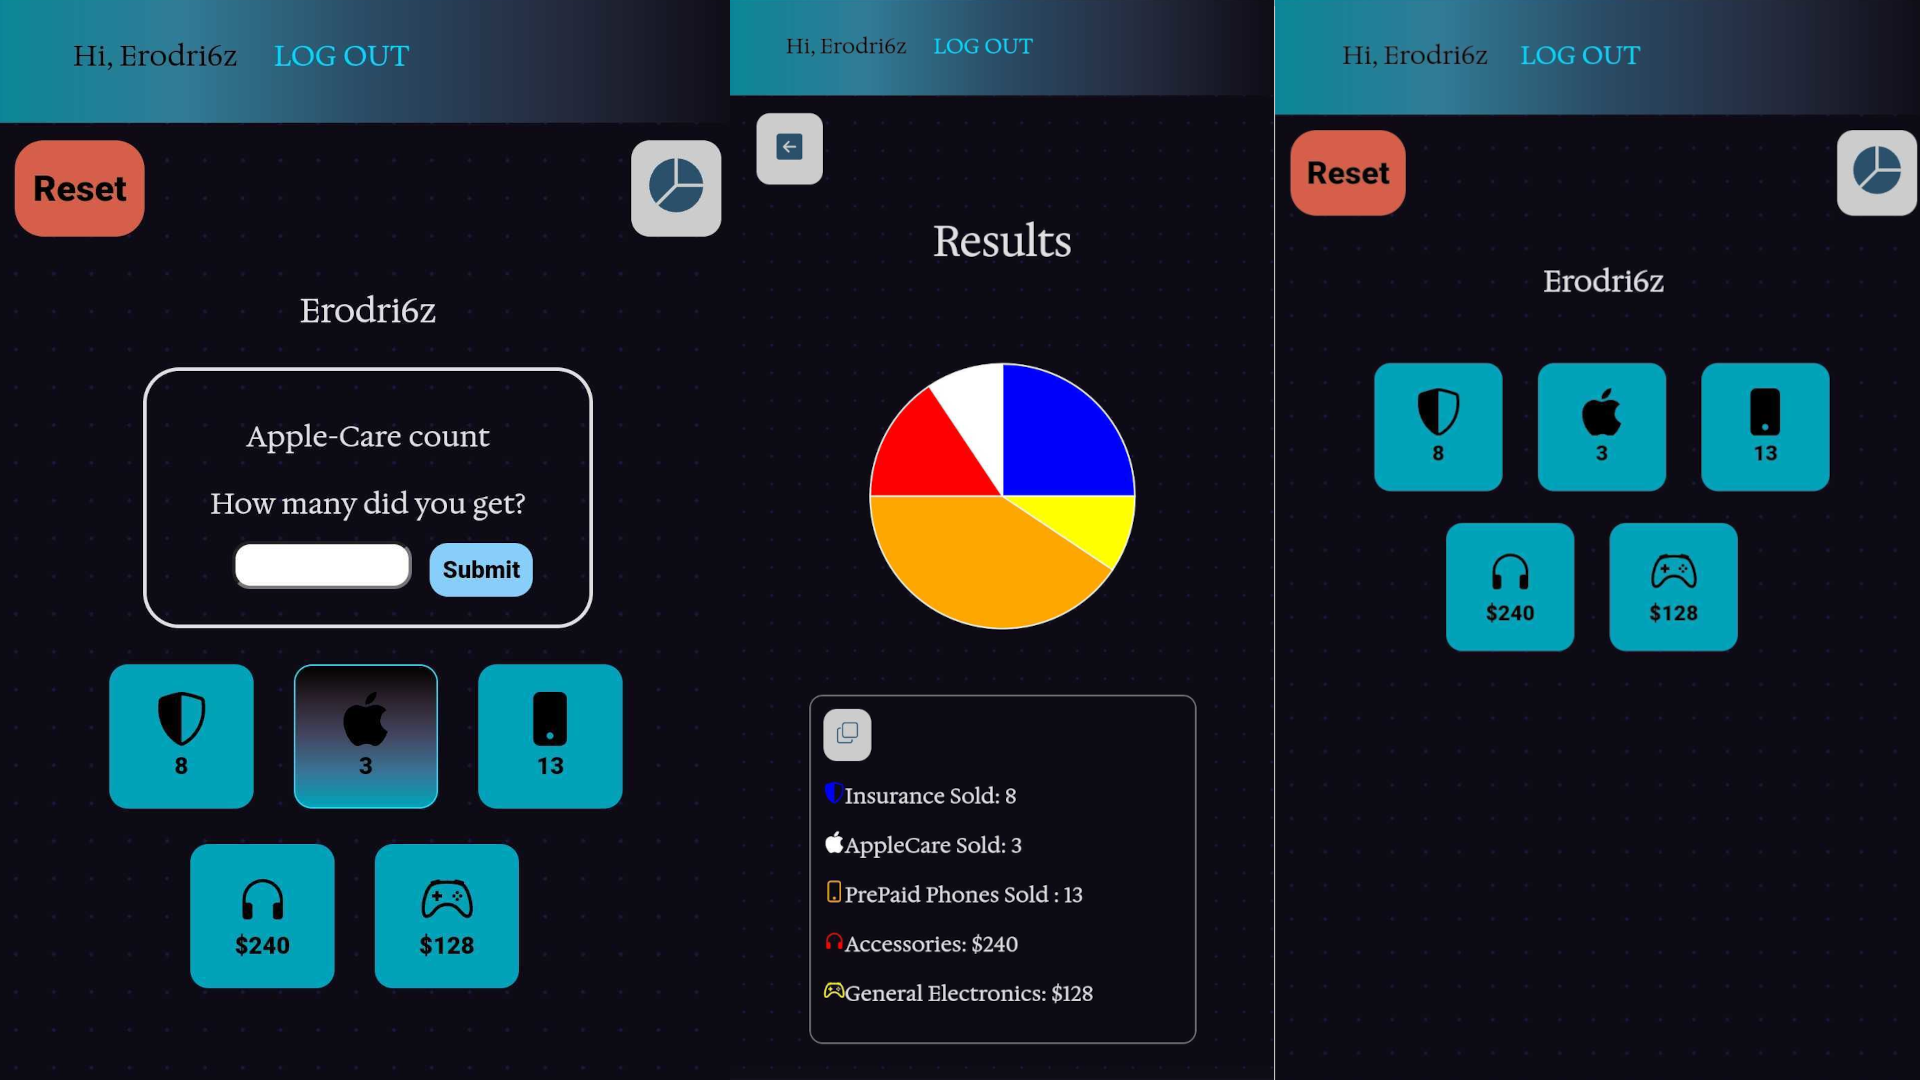 Hi, Erodri6z LOG OUT
Reset
Erodri6z
Apple-Care count
How many did you get?
Submit
8
3
13
$240
$128
Hi, Erodri6z LOG OUT
Results
Insurance Sold: 8
AppleCare Sold: 3
PrePaid Phones Sold : 13
Accessories: $240
General Electronics: $128
Hi, Erodri6z LOG OUT
Reset
Erodri6z
8
3
13
$240
$128